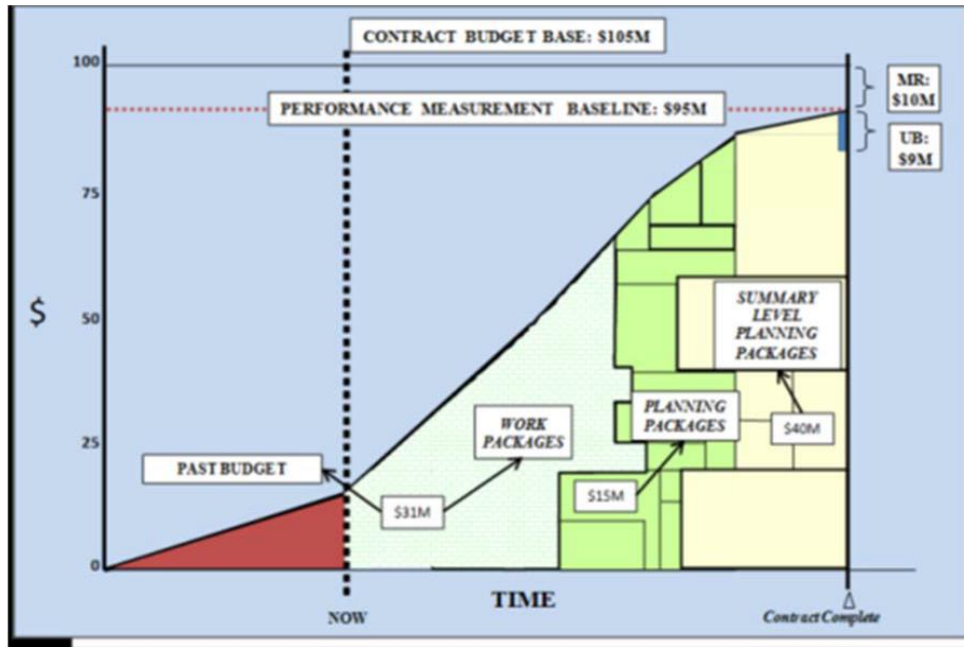 CONTRACT BUDGET BASE: $105M
100
MR:
$10M
PERFORMANCE MEASUREMENT BASELINE: $95M
UB:
$9M
75
$
50
SUMMARY
LEVEL
PLANNING
PACKAGES
WORK
PACKAGES
PLANNING
PACKAGES
$40M
25
PAST BUDGET
$31M
$15M
0
TIME
NOW
Contract Complete